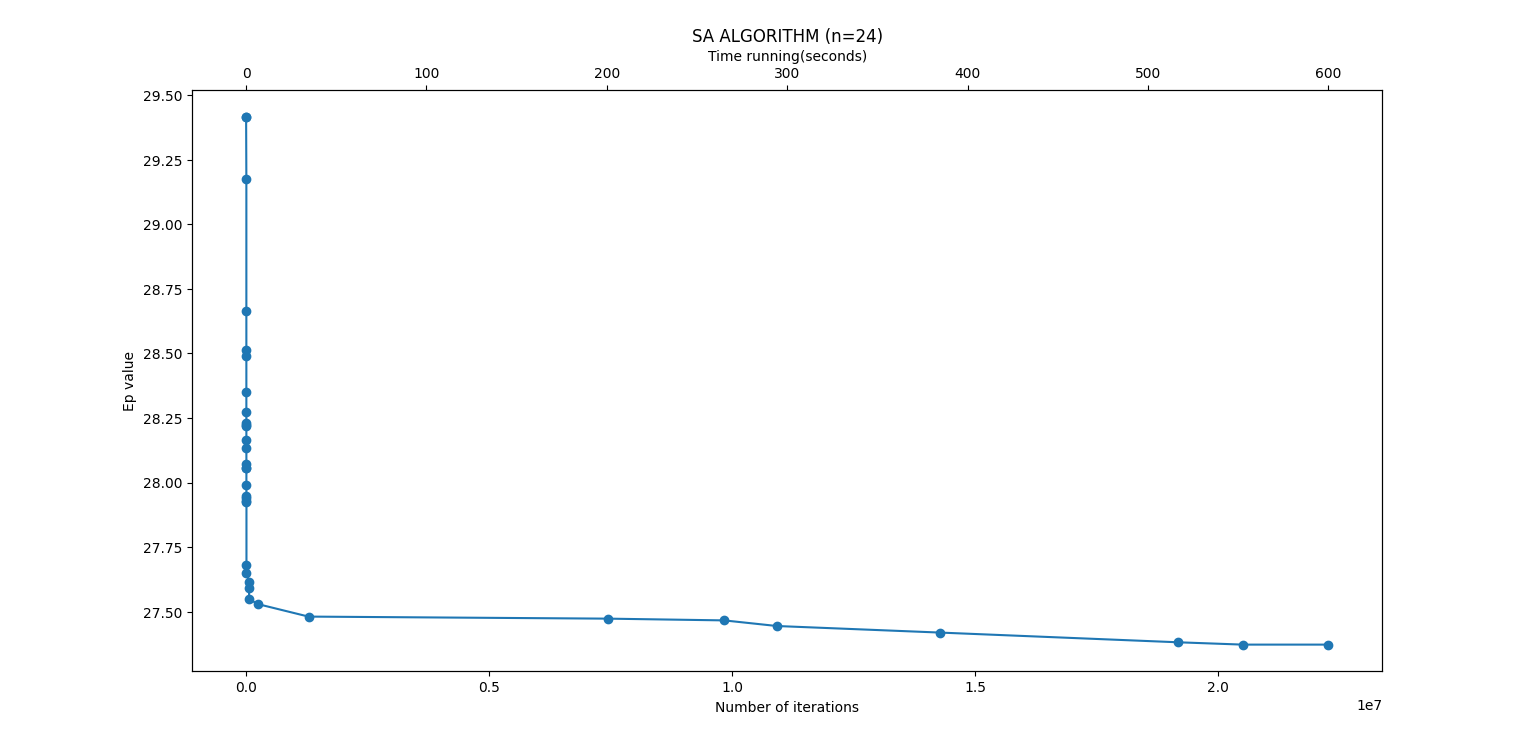 SA ALGORITHM (n=24)
Time running(seconds)
0 100 200 300 400 500 600
29.50
29.25
29.00
28.75
28.50
28.25
28.00
27.75
27.50
Ep value
0.0 0.5 1.0 1.5 2.0
1e7
Number of iterations